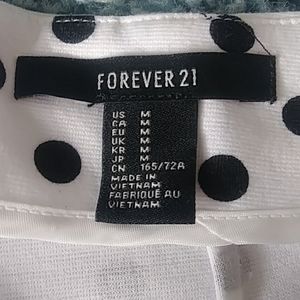 FOREVER 21
US M
CA M
EU M
UK M
KR M
JP M
CN 165/72A
MADE IN
VIETNAM
FABRIQUÉ AU
VIETNAM